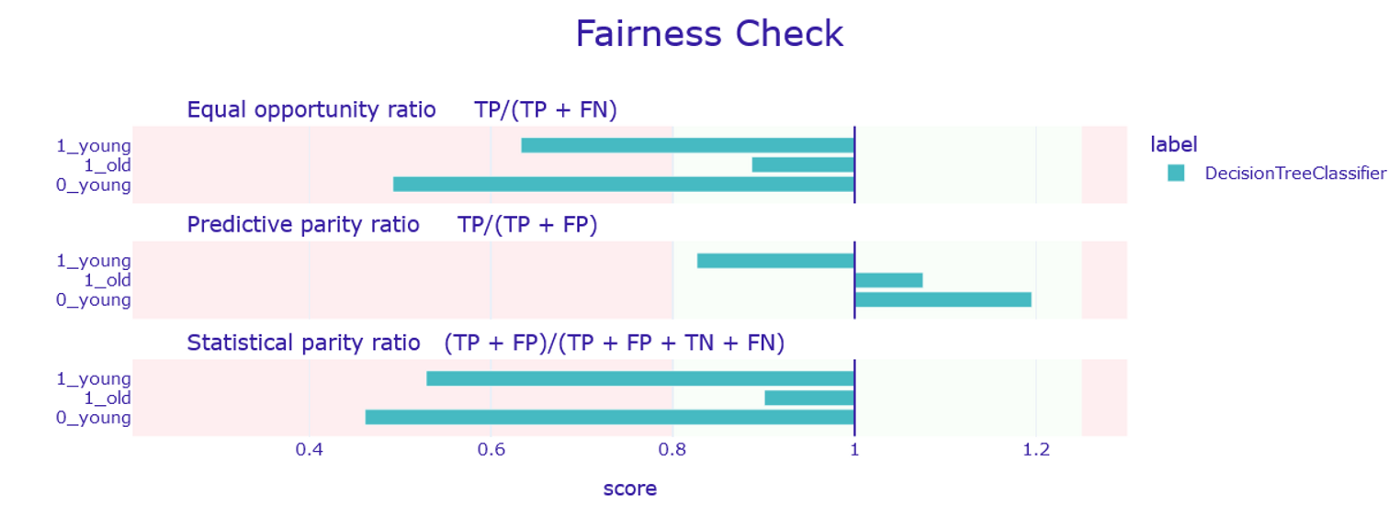 Fairness Check
Equal opportunity ratio TP/(TP + FN)
1_young
1_old
0_young
label
DecisionTreeClassifier
Predictive parity ratio TP/(TP + FP)
1_young
1_old
0_young
Statistical parity ratio (TP + FP)/(TP + FP + TN + FN)
1_young
1_old
0_young
0.4 0.6 0.8 1 1.2
score